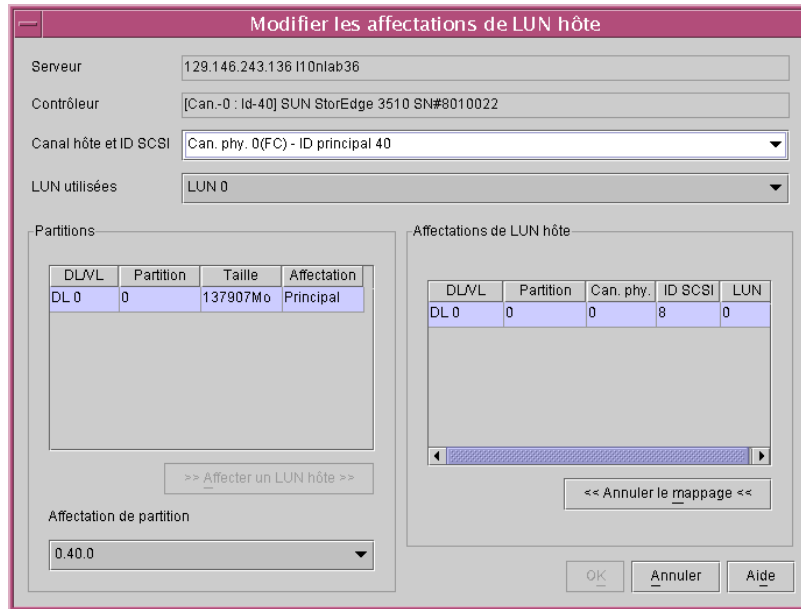 Modifier les affectations de LUN hôte
Serveur
129.146.243.136 l10nlab36
Contrôleur
[Can.-0 : Id-40] SUN StorEdge 3510 SN#8010022
Canal hôte et ID SCSI
Can. phy. 0(FC) - ID principal 40
LUN utilisées
LUN 0
Partitions
DL/VL Partition Taille Affectation
DL 0 0 137907Mo Principal
>> Affecter un LUN hôte >>
Affectation de partition
0.40.0
Affectations de LUN hôte
DL/VL Partition Can. phy. ID SCSI LUN
DL 0 0 0 8 0
<< Annuler le mappage <<
OK Annuler Aide